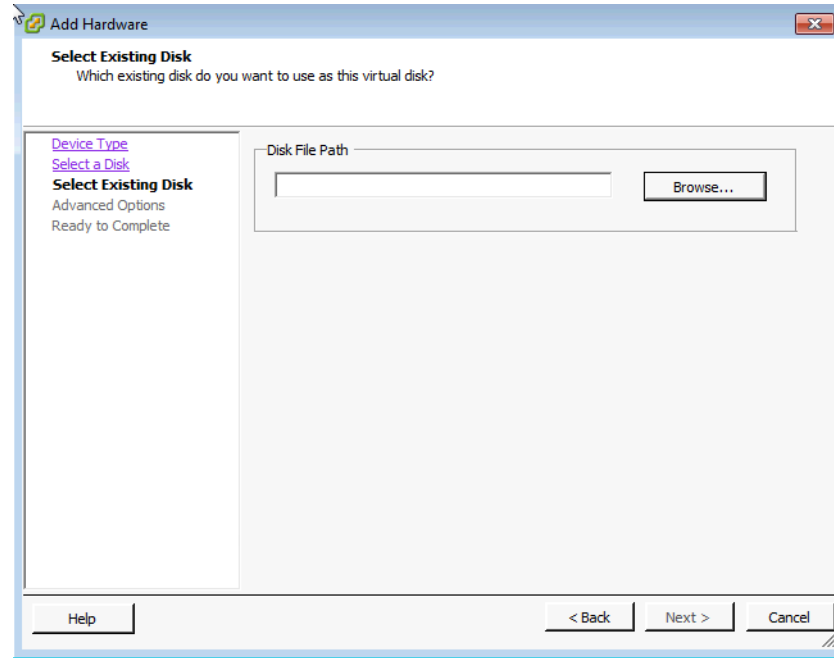 Add Hardware
Select Existing Disk
Which existing disk do you want to use as this virtual disk?
Device Type
Select a Disk
Select Existing Disk
Advanced Options
Ready to Complete
Disk File Path
Browse...
Help
< Back
Next >
Cancel